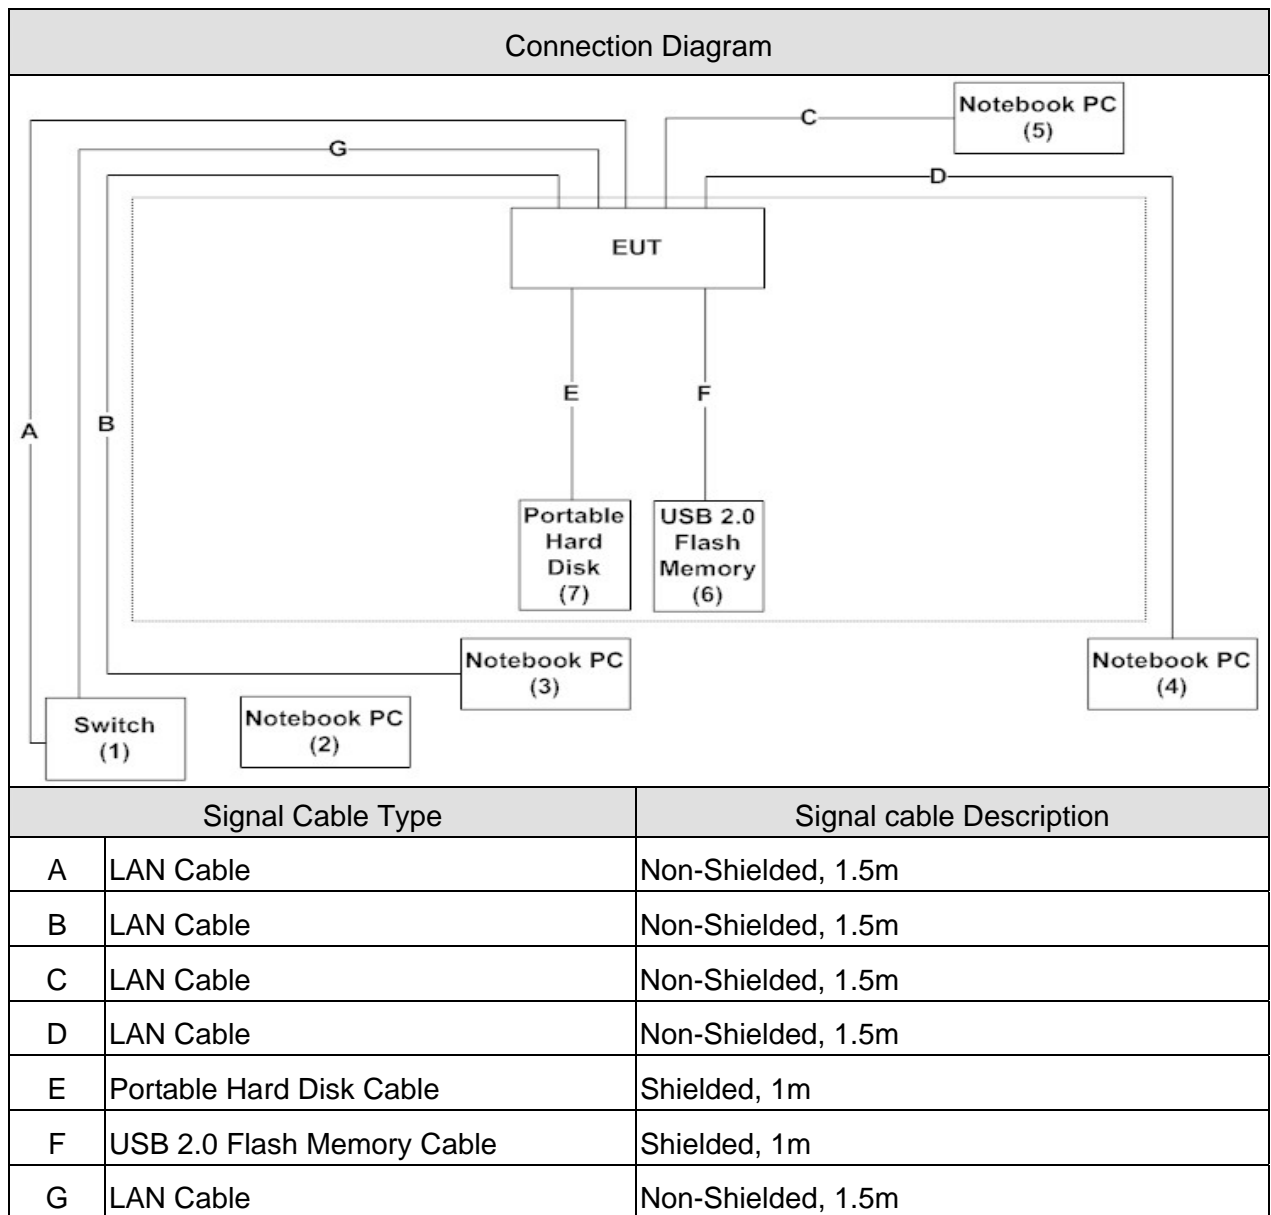 Connection Diagram
Notebook PC
(5)
C
G
D
EUT
E
F
B
A
Portable
Hard
Disk
(7)
USB 2.0
Flash
Memory
(6)
Notebook PC
(3)
Notebook PC
(4)
Switch
(1)
Notebook PC
(2)
Signal Cable Type Signal cable Description
A LAN Cable Non-Shielded, 1.5m
B LAN Cable Non-Shielded, 1.5m
C LAN Cable Non-Shielded, 1.5m
D LAN Cable Non-Shielded, 1.5m
E Portable Hard Disk Cable Shielded, 1m
F USB 2.0 Flash Memory Cable Shielded, 1m
G LAN Cable Non-Shielded, 1.5m